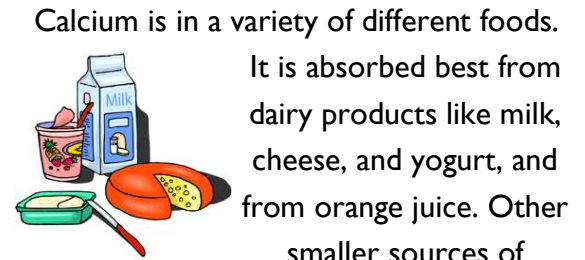 Calcium is in a variety of different foods.
It is absorbed best from
Milk
dairy products like milk,
cheese, and yogurt, and
from orange juice. Other
smaller sources of